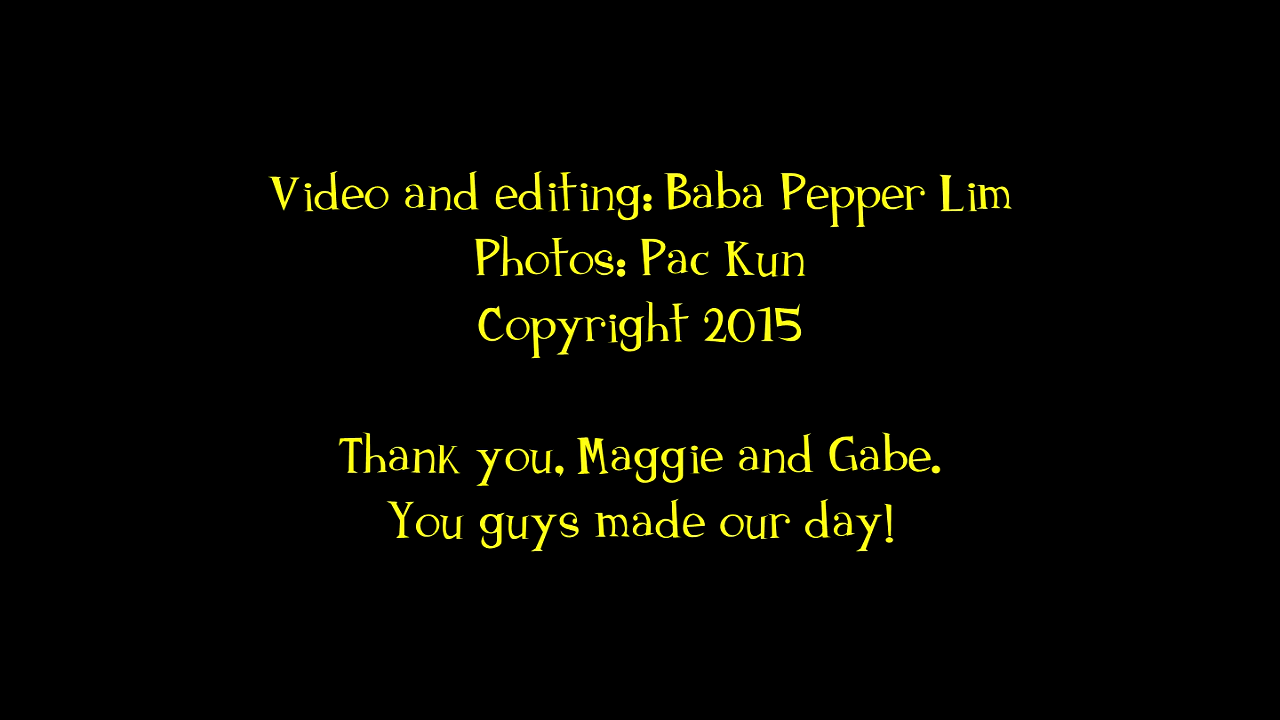 Video and editing: Baba Pepper Lim
Photos: Pac Kun
Copyright 2015
Thank you, Maggie and Gabe.
You guys made our day!